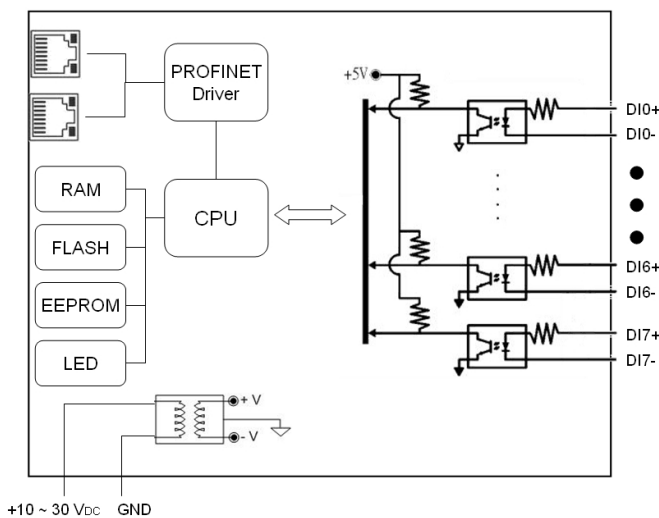 PROFINET
Driver
+5V
DI0+
DI0-
RAM
CPU
FLASH
DI6+
DI6-
EEPROM
DI7+
LED
DI7-
+ V
- V
+10 ~ 30 VDC GND